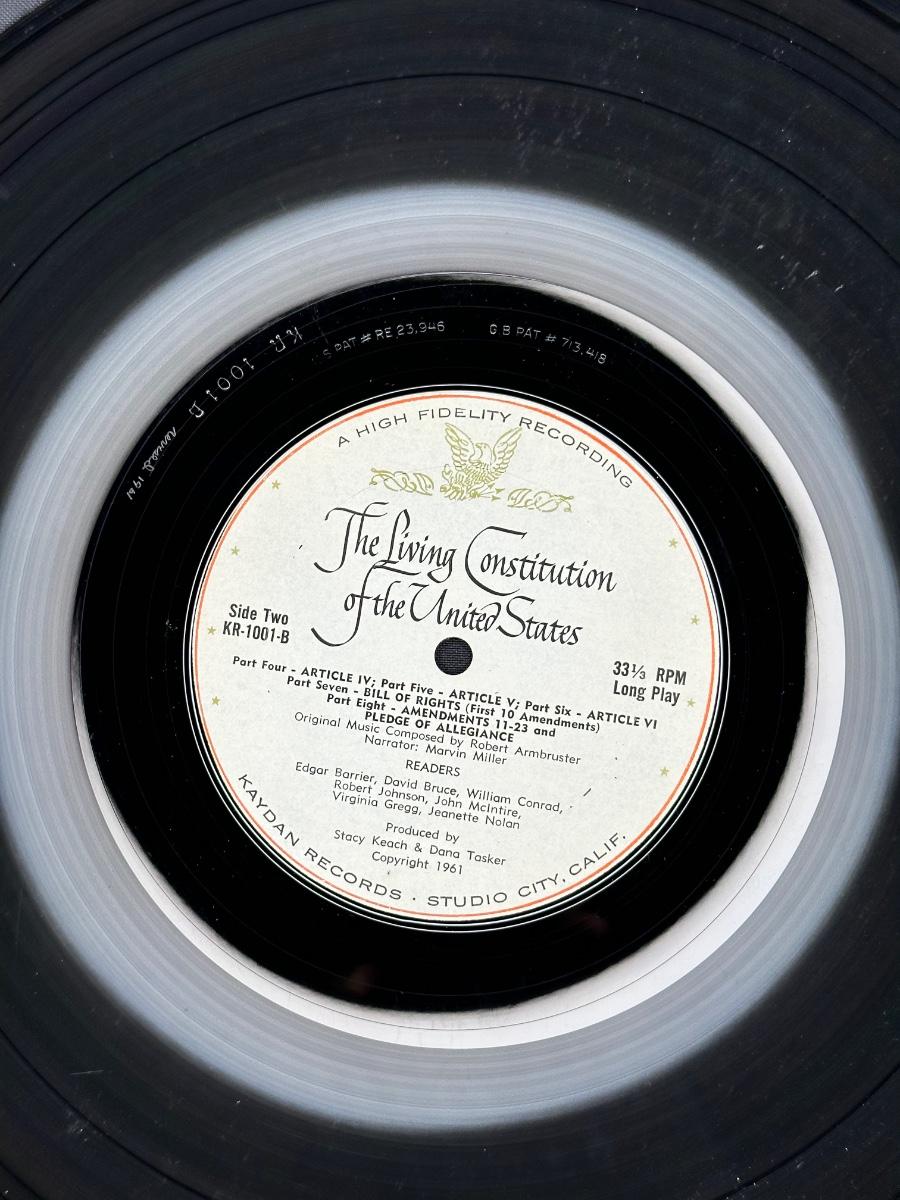 KR 1001 B
revised 1961
S PAT # RE 23,946
G B PAT # 713,418
A HIGH FIDELITY RECORDING
The Living Constitution
of the United States
Side Two
KR-1001-B
33⅓ RPM
Long Play
Part Four - ARTICLE IV; Part Five - ARTICLE V; Part Six - ARTICLE VI
Part Seven - BILL OF RIGHTS (First 10 Amendments)
Part Eight - AMENDMENTS 11-23 and
PLEDGE OF ALLEGIANCE
Original Music Composed by Robert Armbruster
Narrator: Marvin Miller
READERS
Edgar Barrier, David Bruce, William Conrad,
Robert Johnson, John McIntire,
Virginia Gregg, Jeanette Nolan
Produced by
Stacy Keach & Dana Tasker
Copyright 1961
KAYDAN RECORDS · STUDIO CITY, CALIF.